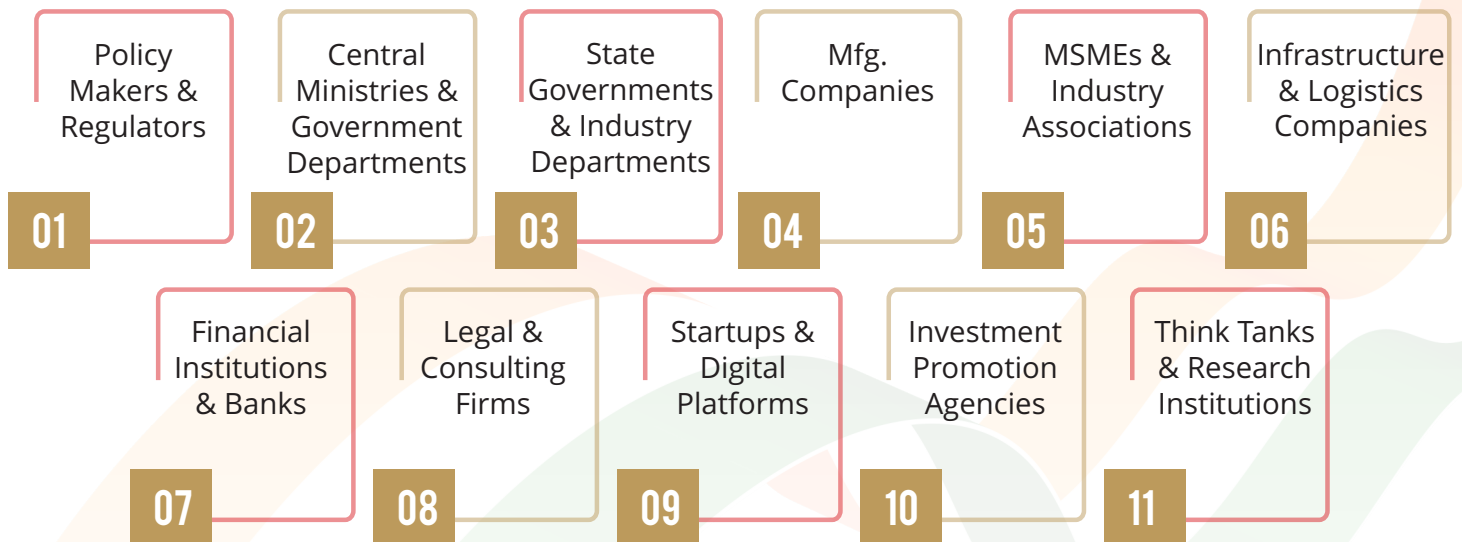 Policy
Makers &
Regulators
01
Central
Ministries &
Government
Departments
02
State
Governments
& Industry
Departments
03
Mfg.
Companies
04
MSMEs &
Industry
Associations
05
Infrastructure
& Logistics
Companies
06
Financial
Institutions
& Banks
07
Legal &
Consulting
Firms
08
Startups &
Digital
Platforms
09
Investment
Promotion
Agencies
10
Think Tanks
& Research
Institutions
11